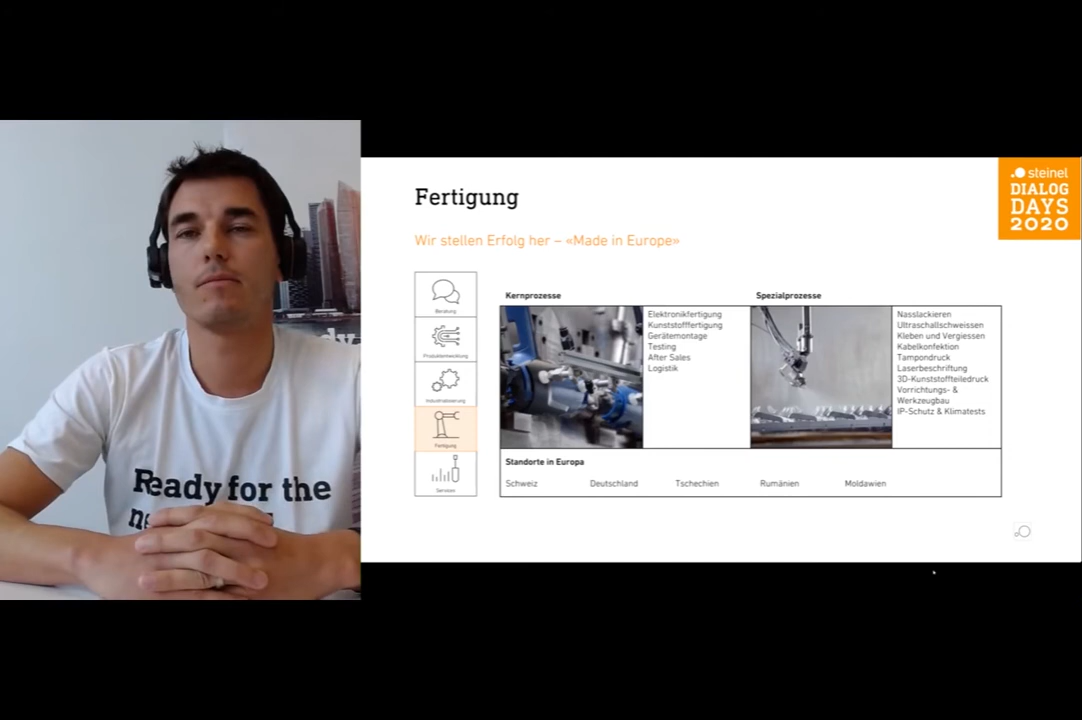 Ready for the
steinel
DIALOG
DAYS
2020
Fertigung
Wir stellen Erfolg her – «Made in Europe»
Beratung
Produktentwicklung
Industrialisierung
Fertigung
Services
Kernprozesse
Elektronikfertigung
Kunststofffertigung
Gerätemontage
Testing
After Sales
Logistik
Spezialprozesse
Nasslackieren
Ultraschallschweissen
Kleben und Vergiessen
Kabelkonfektion
Tampondruck
Laserbeschriftung
3D-Kunststoffteiledruck
Vorrichtungs- &
Werkzeugbau
IP-Schutz & Klimatests
Standorte in Europa
Schweiz Deutschland Tschechien Rumänien Moldawien